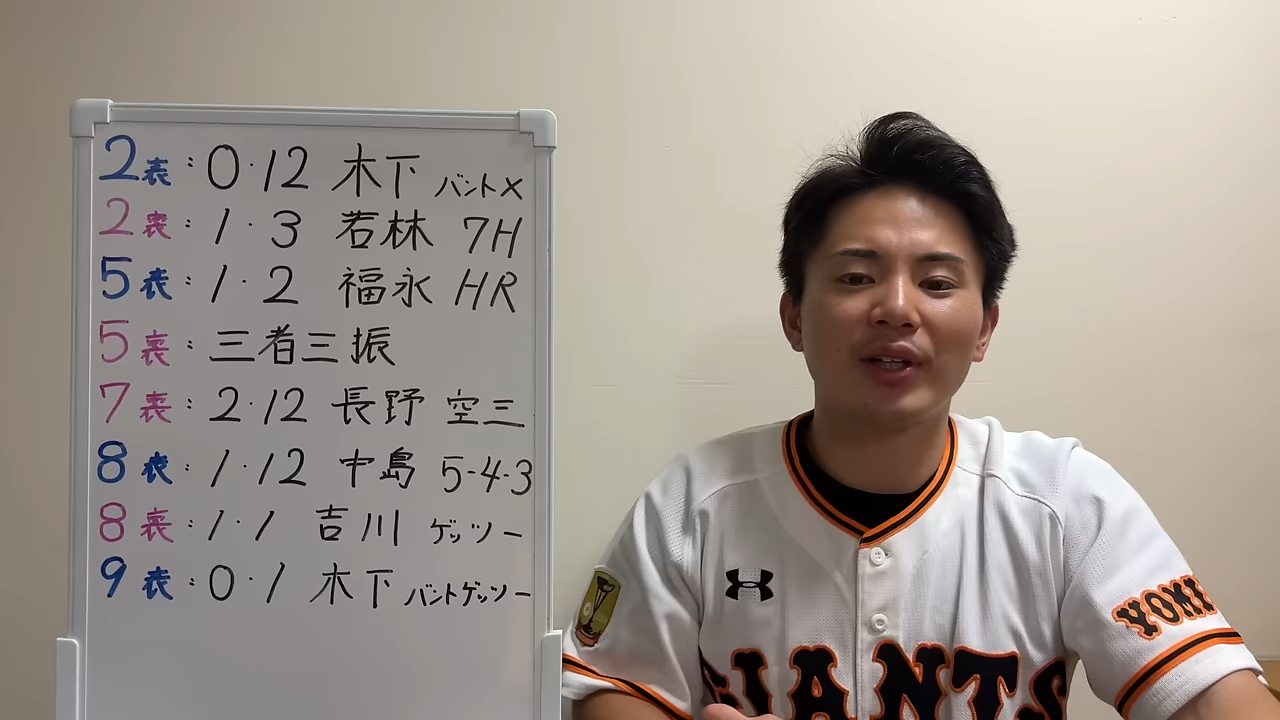 2表:0・12 木下 バント×
2裏:1・3 若林 7H
5表:1・2 福永 HR
5裏:三者三振
7裏:2・12 長野 空三
8表:1・12 中島 5-4-3
8裏:1・1 吉川 ゲッツー
9表:0・1 木下 バントゲッツー
GIANTS
YOMI